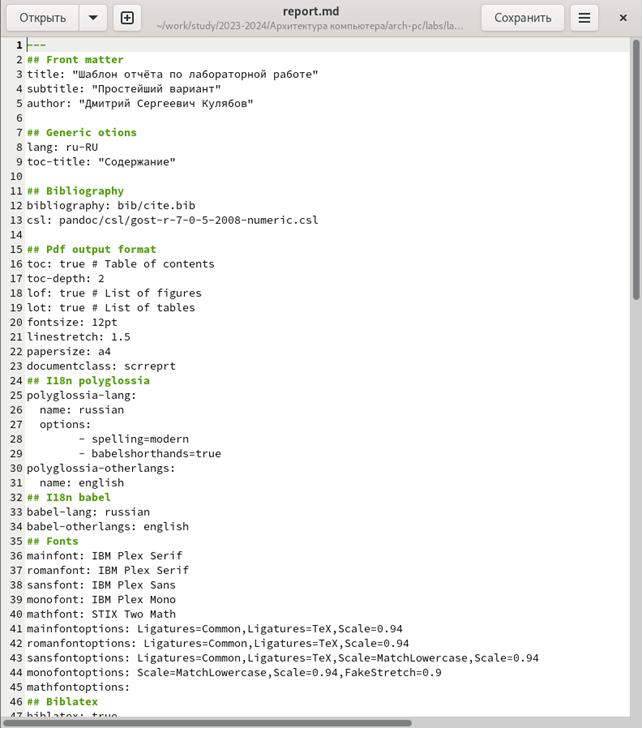 Открыть
report.md
~/work/study/2023-2024/Архитектура компьютера/arch-pc/labs/la…
Сохранить
1 ---
2 ## Front matter
3 title: "Шаблон отчёта по лабораторной работе"
4 subtitle: "Простейший вариант"
5 author: "Дмитрий Сергеевич Кулябов"
6
7 ## Generic otions
8 lang: ru-RU
9 toc-title: "Содержание"
10
11 ## Bibliography
12 bibliography: bib/cite.bib
13 csl: pandoc/csl/gost-r-7-0-5-2008-numeric.csl
14
15 ## Pdf output format
16 toc: true # Table of contents
17 toc-depth: 2
18 lof: true # List of figures
19 lot: true # List of tables
20 fontsize: 12pt
21 linestretch: 1.5
22 papersize: a4
23 documentclass: scrreprt
24 ## I18n polyglossia
25 polyglossia-lang:
26   name: russian
27   options:
28         - spelling=modern
29         - babelshorthands=true
30 polyglossia-otherlangs:
31   name: english
32 ## I18n babel
33 babel-lang: russian
34 babel-otherlangs: english
35 ## Fonts
36 mainfont: IBM Plex Serif
37 romanfont: IBM Plex Serif
38 sansfont: IBM Plex Sans
39 monofont: IBM Plex Mono
40 mathfont: STIX Two Math
41 mainfontoptions: Ligatures=Common,Ligatures=TeX,Scale=0.94
42 romanfontoptions: Ligatures=Common,Ligatures=TeX,Scale=0.94
43 sansfontoptions: Ligatures=Common,Ligatures=TeX,Scale=MatchLowercase,Scale=0.94
44 monofontoptions: Scale=MatchLowercase,Scale=0.94,FakeStretch=0.9
45 mathfontoptions:
46 ## Biblatex
47 biblatex: true